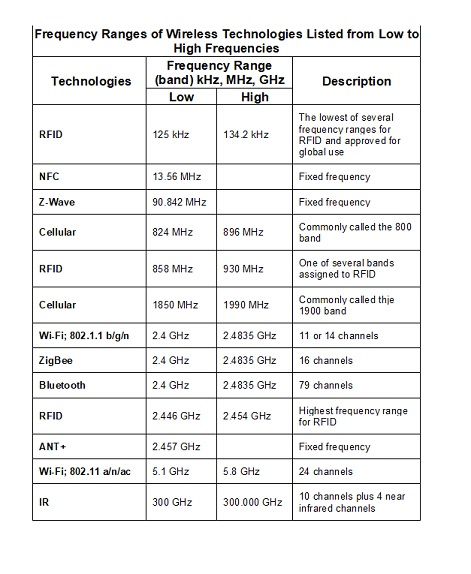 Frequency Ranges of Wireless Technologies Listed from Low to
High Frequencies
Technologies
Frequency Range
(band) kHz, MHz, GHz
Description
Low
High
RFID
125 kHz
134.2 kHz
The lowest of several
frequency ranges for
RFID and approved for
global use
NFC
13.56 MHz
Fixed frequency
Z-Wave
90.842 MHz
Fixed frequency
Cellular
824 MHz
896 MHz
Commonly called the 800
band
RFID
858 MHz
930 MHz
One of several bands
assigned to RFID
Cellular
1850 MHz
1990 MHz
Commonly called thje
1900 band
Wi-Fi; 802.1.1 b/g/n
2.4 GHz
2.4835 GHz
11 or 14 channels
ZigBee
2.4 GHz
2.4835 GHz
16 channels
Bluetooth
2.4 GHz
2.4835 GHz
79 channels
RFID
2.446 GHz
2.454 GHz
Highest frequency range
for RFID
ANT+
2.457 GHz
Fixed frequency
Wi-Fi; 802.11 a/n/ac
5.1 GHz
5.8 GHz
24 channels
IR
300 GHz
300.000 GHz
10 channels plus 4 near
infrared channels